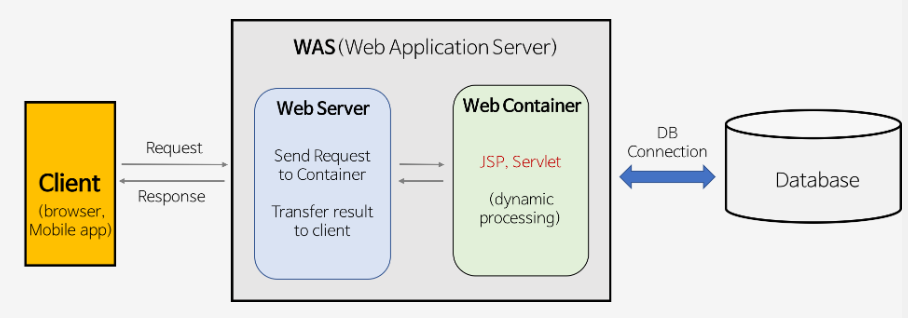 WAS(Web Application Server)
Client
(browser,
Mobile app)
Request
Response
Web Server
Send Request
to Container
Transfer result
to client
Web Container
JSP, Servlet
(dynamic
processing)
DB
Connection
Database